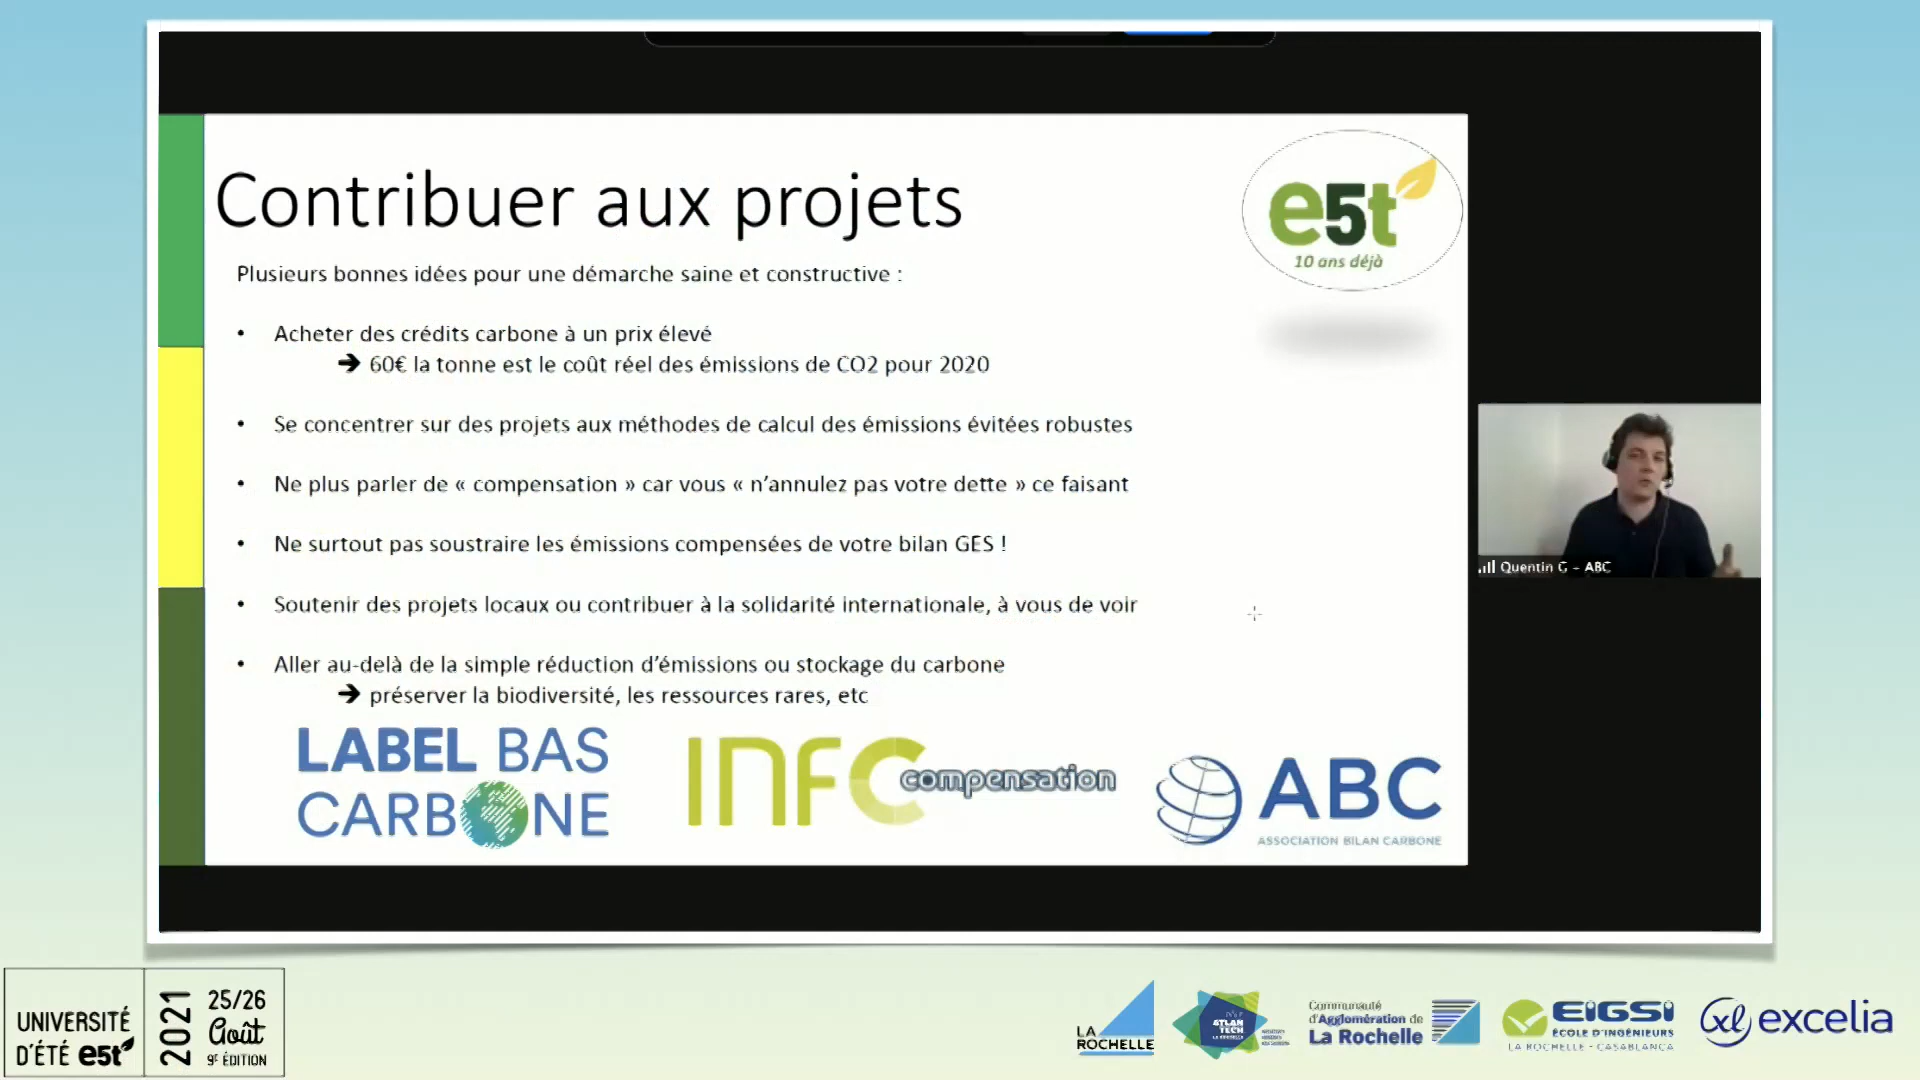 Contribuer aux projets
e5t
10 ans déjà
Plusieurs bonnes idées pour une démarche saine et constructive :
• Acheter des crédits carbone à un prix élevé
➔ 60€ la tonne est le coût réel des émissions de CO2 pour 2020
• Se concentrer sur des projets aux méthodes de calcul des émissions évitées robustes
• Ne plus parler de « compensation » car vous « n’annulez pas votre dette » ce faisant
• Ne surtout pas soustraire les émissions compensées de votre bilan GES !
• Soutenir des projets locaux ou contribuer à la solidarité internationale, à vous de voir
• Aller au-delà de la simple réduction d’émissions ou stockage du carbone
➔ préserver la biodiversité, les ressources rares, etc
LABEL BAS
CARBONE
INFO compensation
ABC
ASSOCIATION BILAN CARBONE
Quentin G - ABC
UNIVERSITÉ
D'ÉTÉ e5t
2021
25/26
Août
9E ÉDITION
LA
ROCHELLE
ATLAN
TECH
Communauté
d'Agglomération de
La Rochelle
EIGSI
ÉCOLE D'INGÉNIEURS
LA ROCHELLE - CASABLANCA
excelia